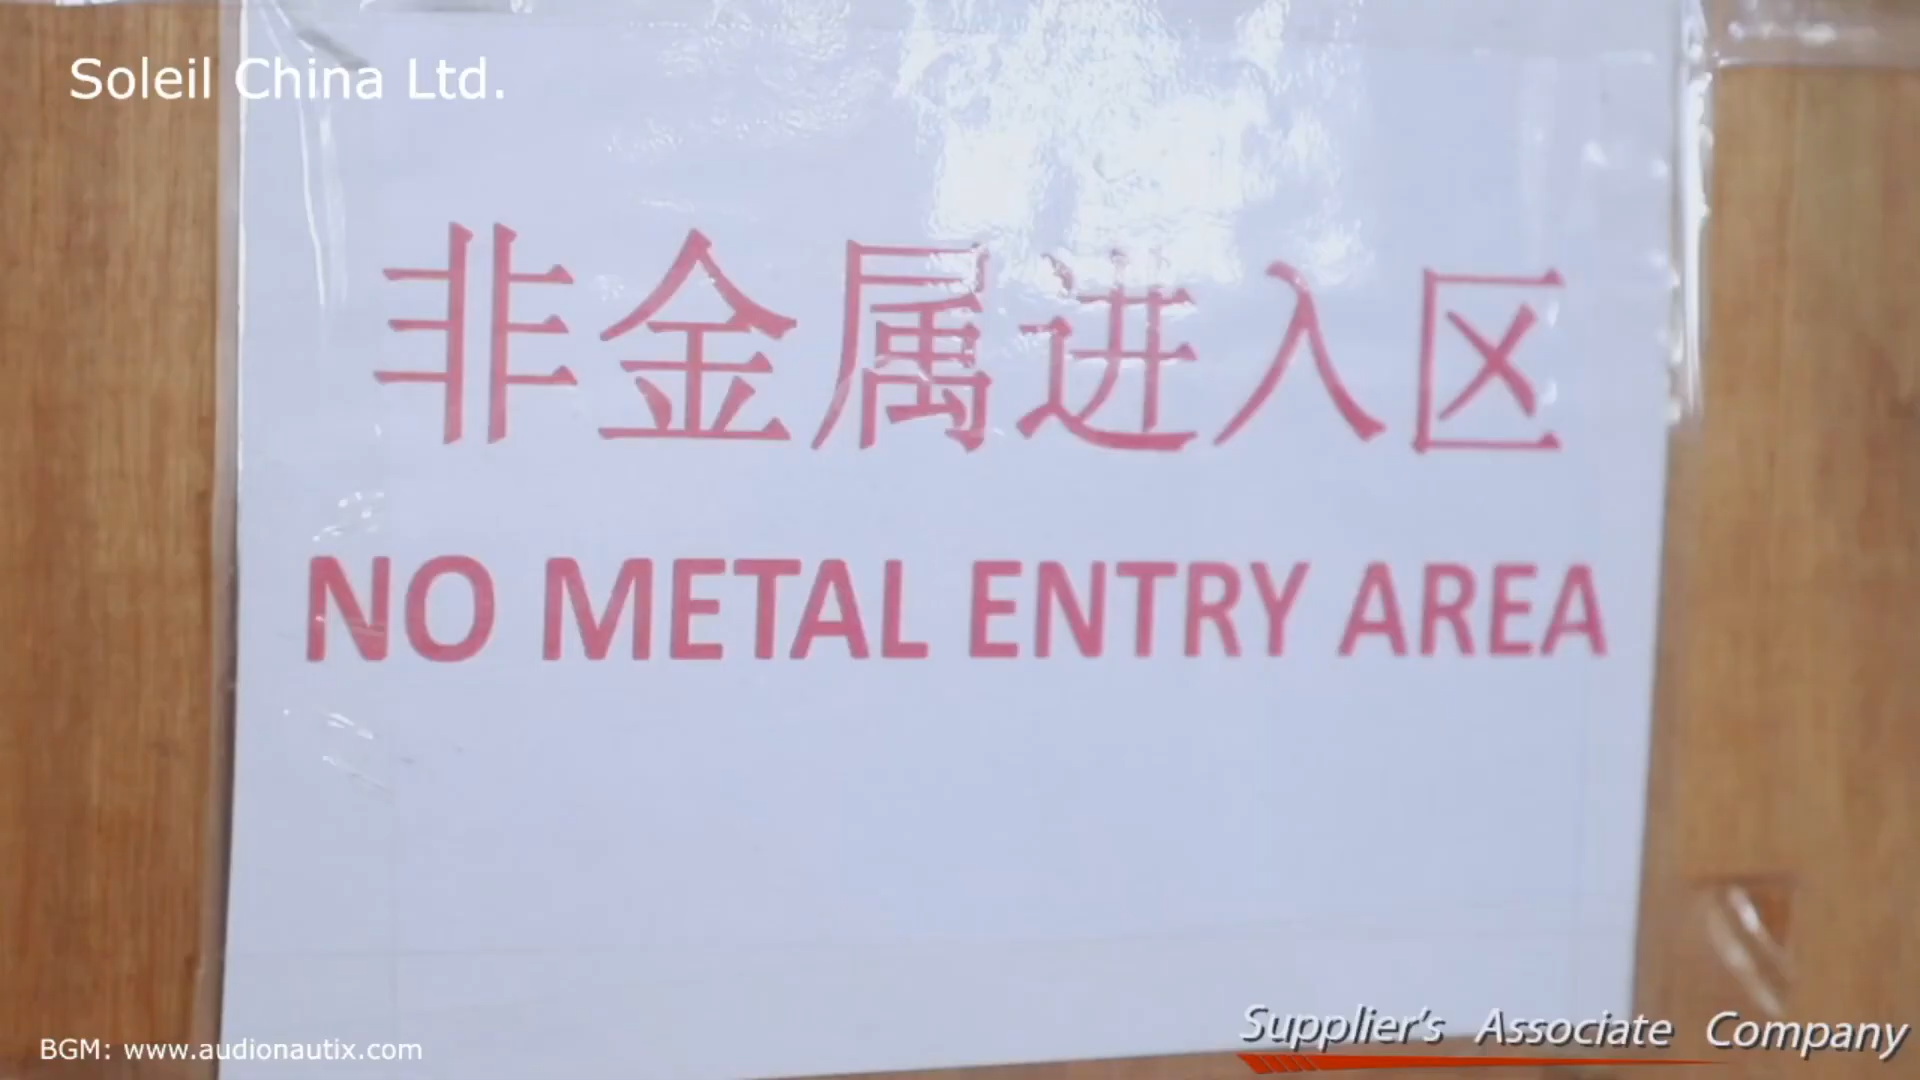 Soleil China Ltd.
非金属进入区
NO METAL ENTRY AREA
Supplier's Associate Company
BGM: www.audionautix.com